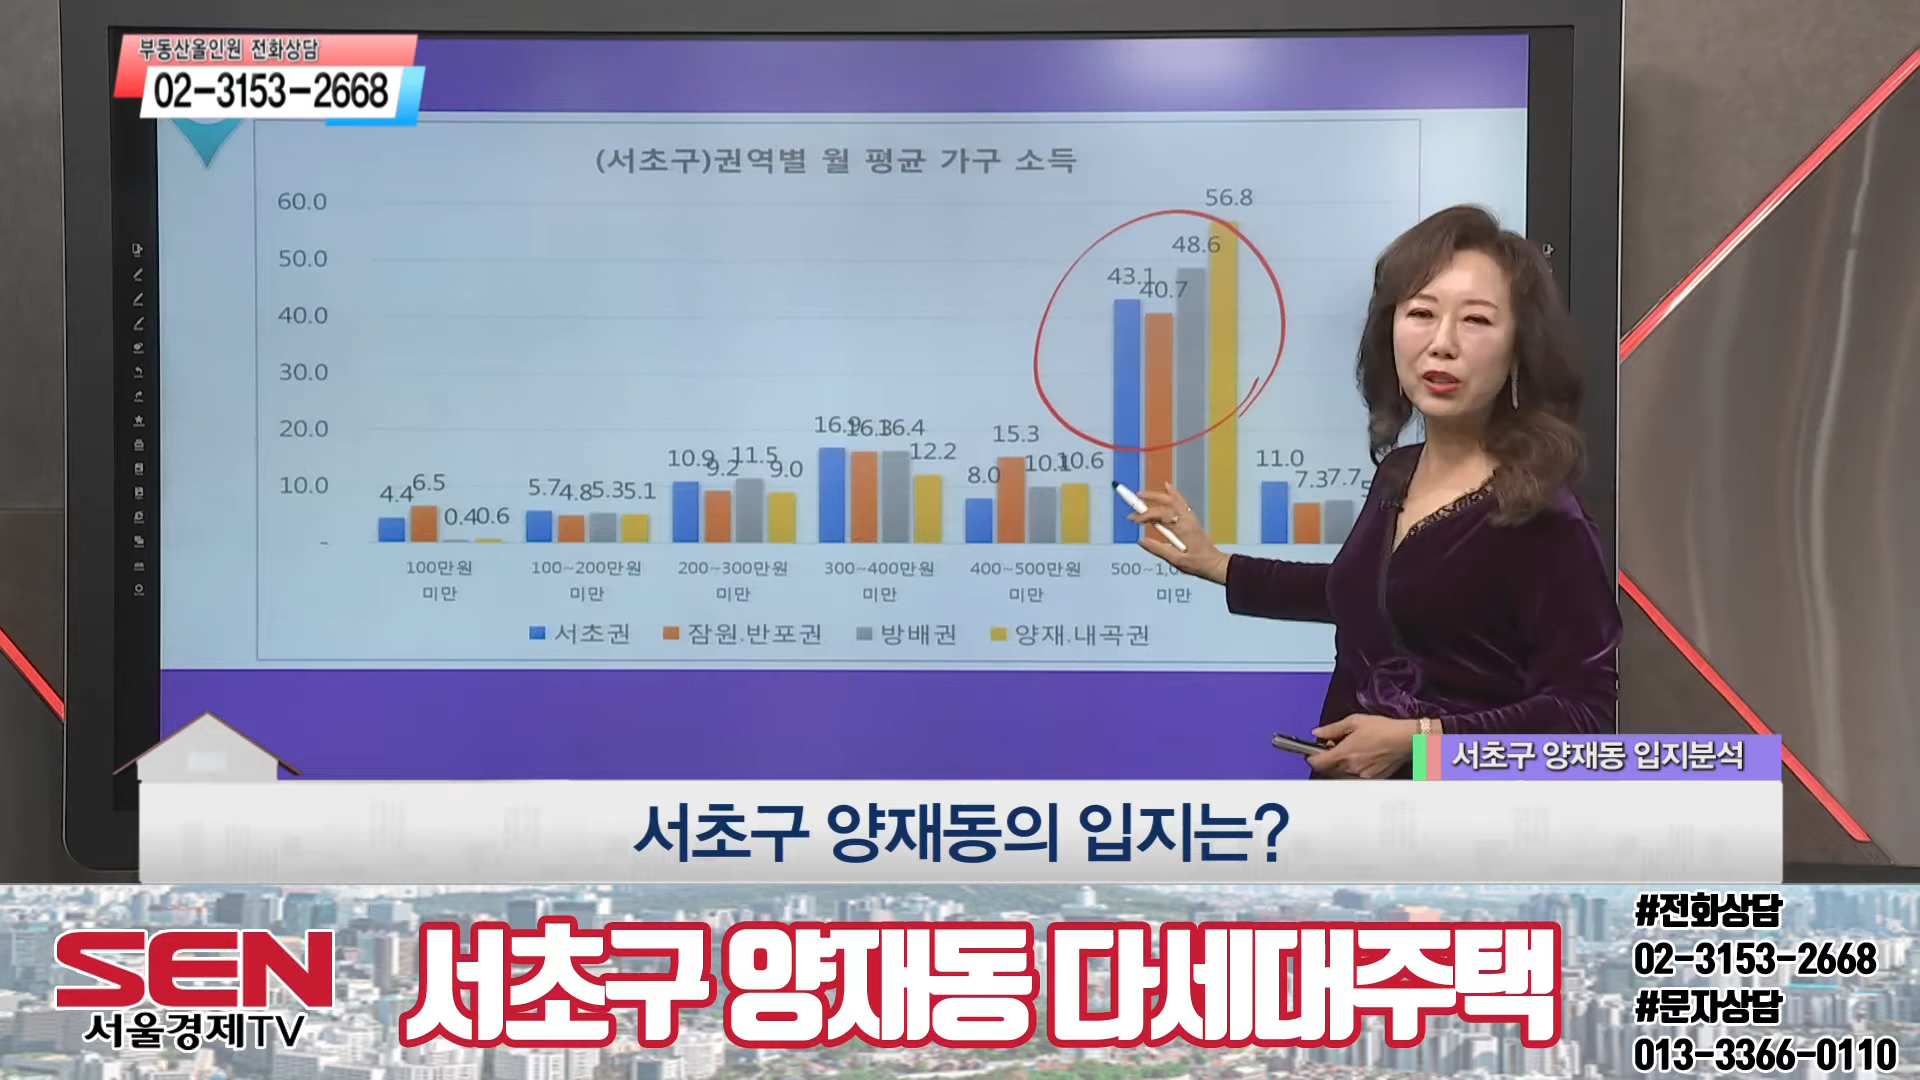 부동산올인원 전화상담
02-3153-2668
(서초구)권역별 월 평균 가구 소득
60.0
50.0
40.0
30.0
20.0
10.0
-
4.4 6.5 0.4 0.6
5.7 4.8 5.3 5.1
10.9 9.2 11.5 9.0
16.9 16.1 16.4 12.2
8.0 15.3 10.1 10.6
43.1 40.7 48.6 56.8
11.0 7.3 7.7
100만원 미만
100~200만원 미만
200~300만원 미만
300~400만원 미만
400~500만원 미만
500~1,0 미만
서초권 잠원.반포권 방배권 양재.내곡권
서초구 양재동 입지분석
서초구 양재동의 입지는?
SEN
서울경제TV
서초구 양재동 다세대주택
#전화상담
02-3153-2668
#문자상담
013-3366-0110